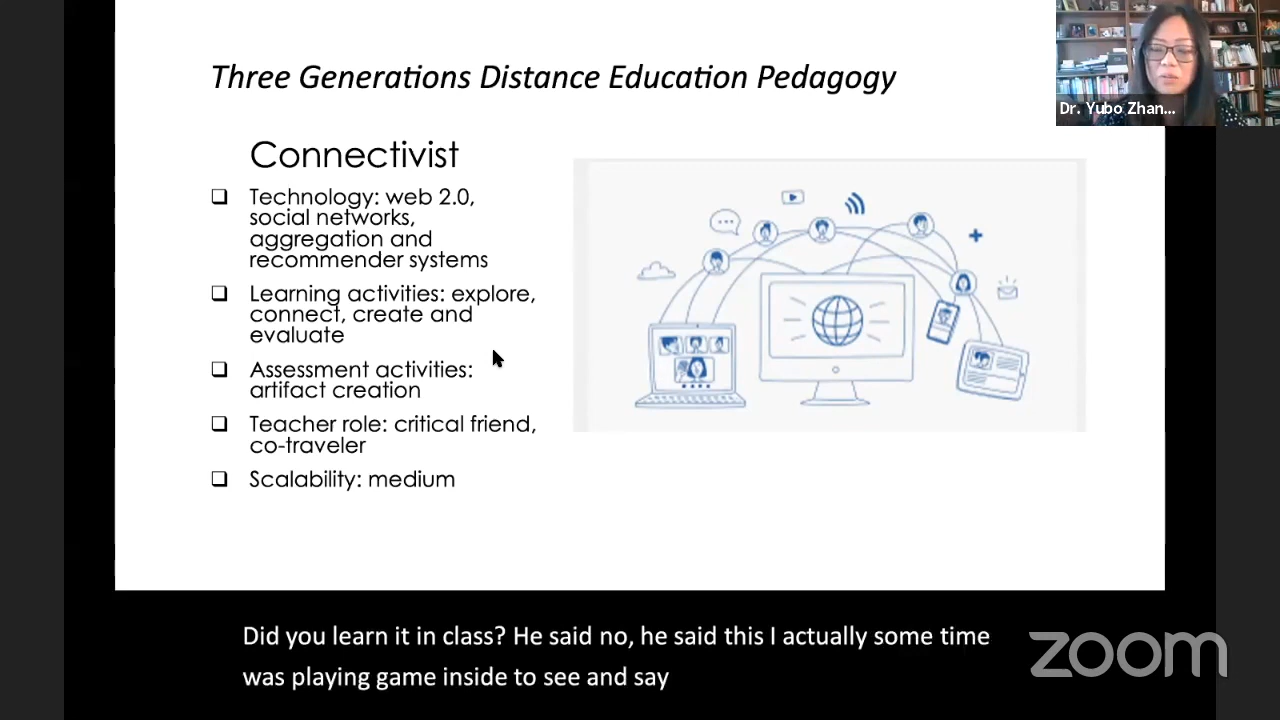 Three Generations Distance Education Pedagogy
Dr. Yubo Zhan...
Connectivist
Technology: web 2.0,
social networks,
aggregation and
recommender systems
Learning activities: explore,
connect, create and
evaluate
Assessment activities:
artifact creation
Teacher role: critical friend,
co-traveler
Scalability: medium
Did you learn it in class? He said no, he said this I actually some time
was playing game inside to see and say
zoom